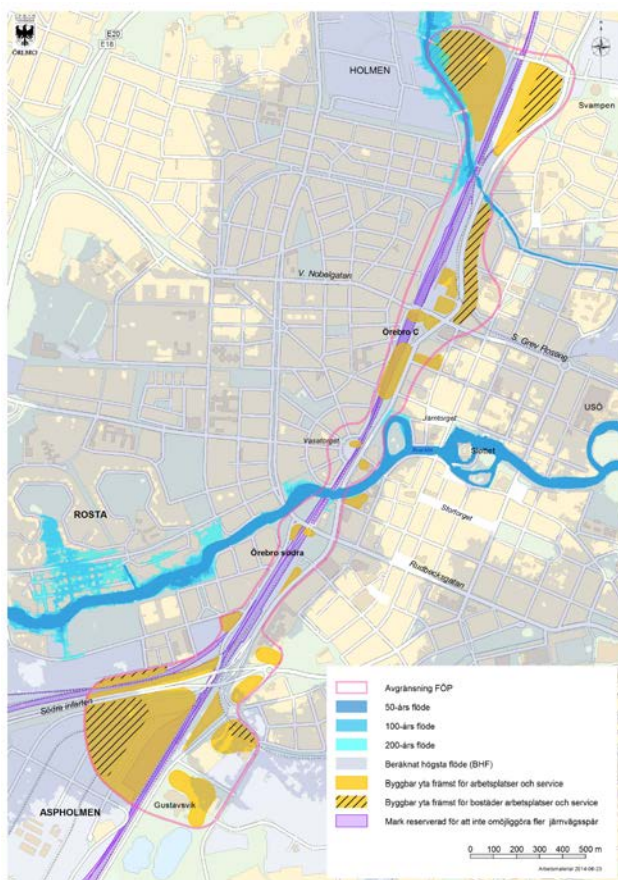 ÖREBRO
E20
E18
HOLMEN
Svampen
V. Nobelgatan
Örebro C
S. Grev Rosang
USÖ
Järntorget
Vasatorget
Slottet
ROSTA
Stortorget
Örebro södra
Rudbecksgatan
Södra infarten
Gustavsvik
ASPHOLMEN
Avgränsning FÖP
50-års flöde
100-års flöde
200-års flöde
Beräknat högsta flöde (BHF)
Byggbar yta främst för arbetsplatser och service
Byggbar yta främst för bostäder arbetsplatser och service
Mark reserverad för att inte omöjliggöra fler järnvägsspår
0 100 200 300 400 500 m
Arbetsmaterial 2014-06-23